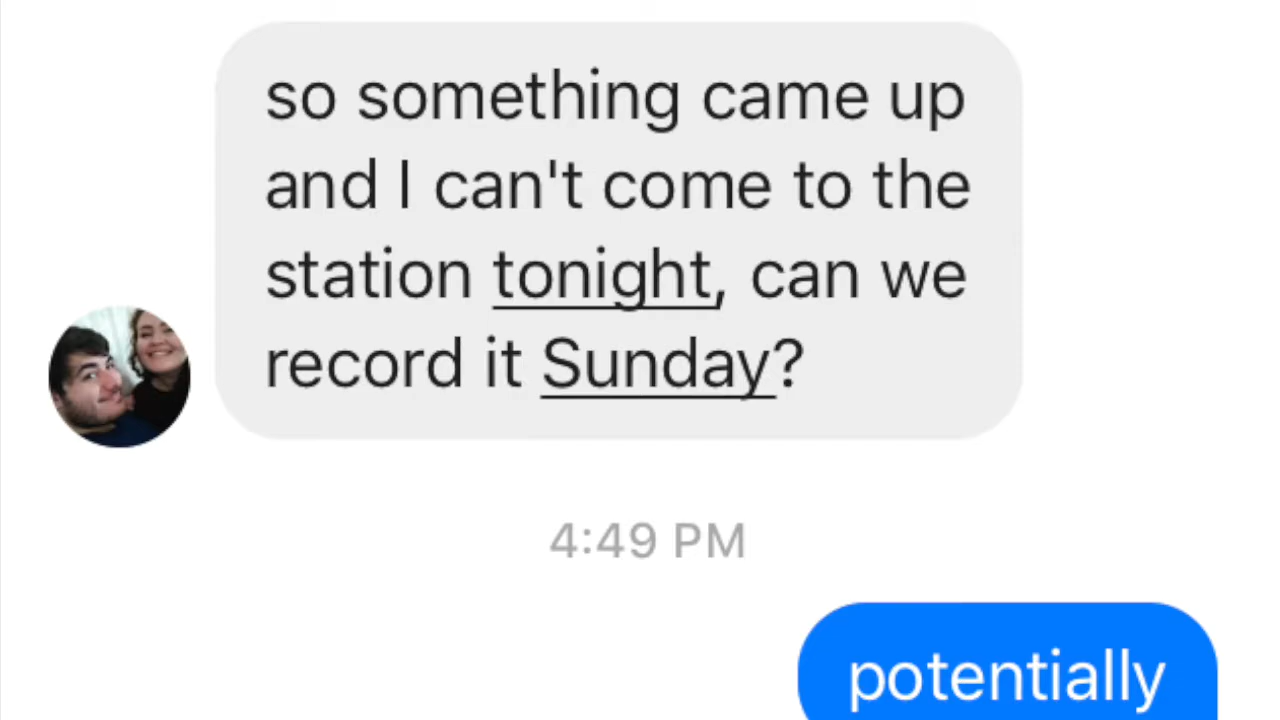 so something came up
and I can't come to the
station tonight, can we
record it Sunday?
4:49 PM
potentially